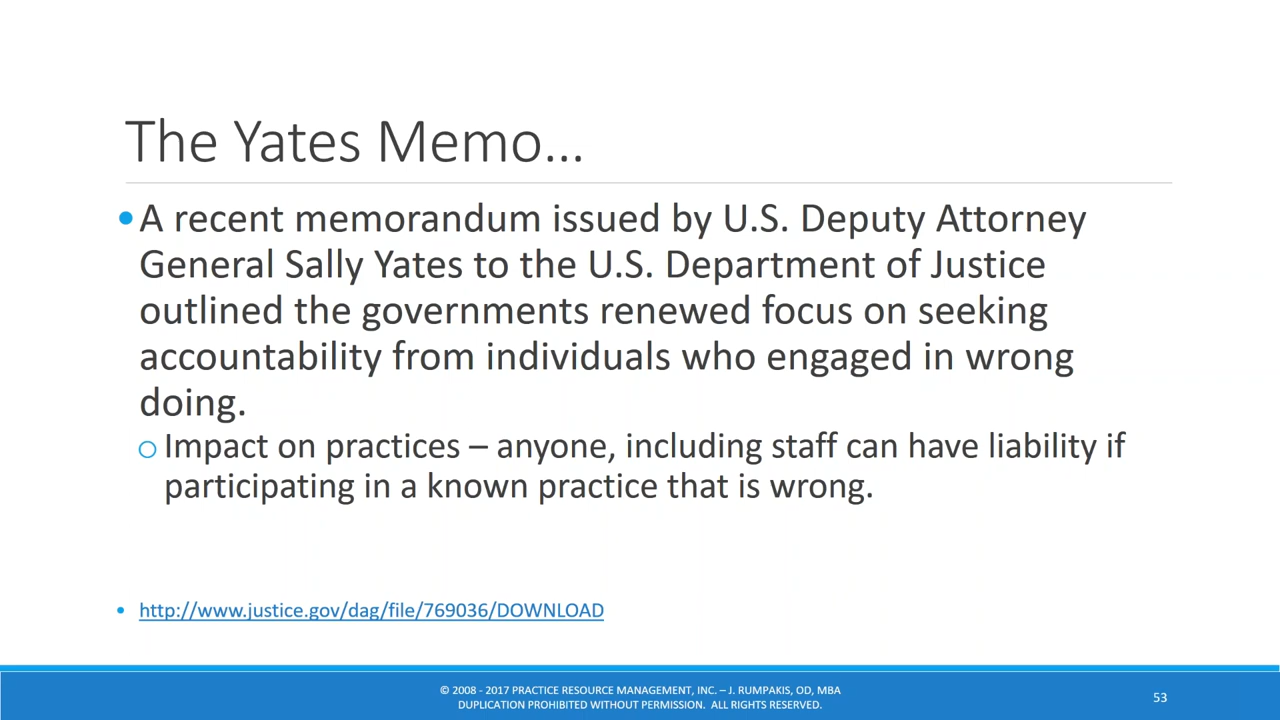 The Yates Memo…
•A recent memorandum issued by U.S. Deputy Attorney
General Sally Yates to the U.S. Department of Justice
outlined the governments renewed focus on seeking
accountability from individuals who engaged in wrong
doing.
o Impact on practices – anyone, including staff can have liability if
participating in a known practice that is wrong.
• http://www.justice.gov/dag/file/769036/DOWNLOAD
© 2008 - 2017 PRACTICE RESOURCE MANAGEMENT, INC. – J. RUMPAKIS, OD, MBA
DUPLICATION PROHIBITED WITHOUT PERMISSION. ALL RIGHTS RESERVED.
53